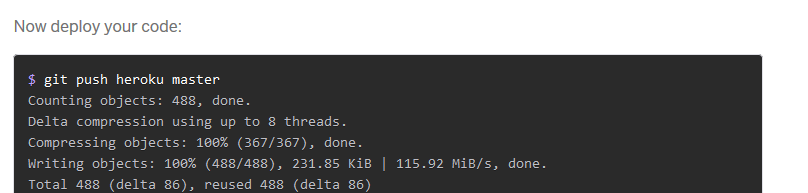 Now deploy your code:
$ git push heroku master
Counting objects: 488, done.
Delta compression using up to 8 threads.
Compressing objects: 100% (367/367), done.
Writing objects: 100% (488/488), 231.85 KiB | 115.92 MiB/s, done.
Total 488 (delta 86), reused 488 (delta 86)